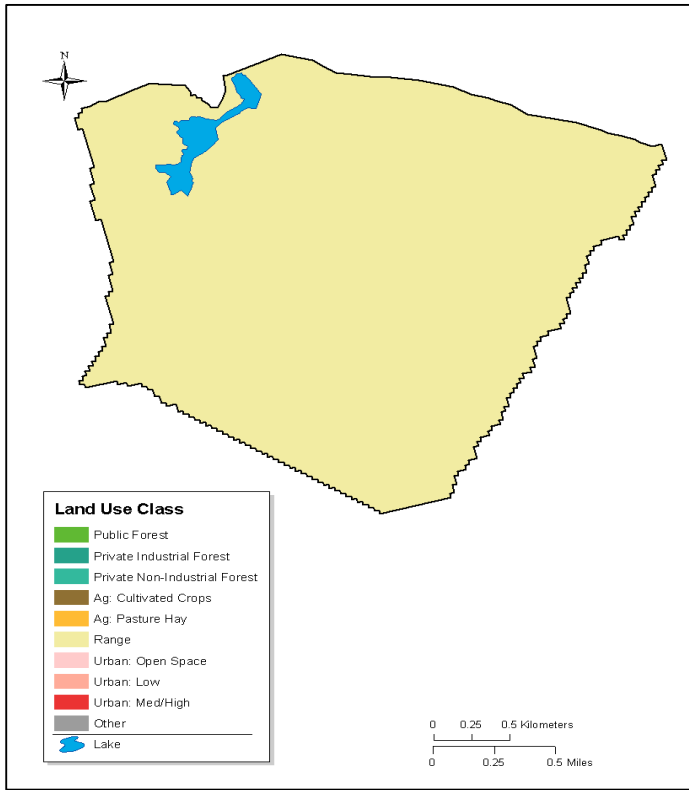 N
Land Use Class
Public Forest
Private Industrial Forest
Private Non-Industrial Forest
Ag: Cultivated Crops
Ag: Pasture Hay
Range
Urban: Open Space
Urban: Low
Urban: Med/High
Other
Lake
0 0.25 0.5 Kilometers
0 0.25 0.5 Miles